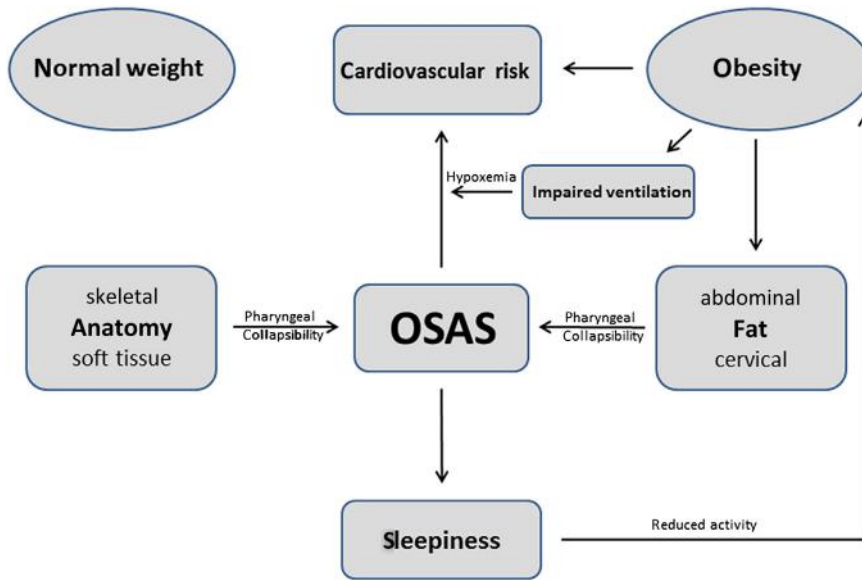 Normal weight
Cardiovascular risk
Obesity
Hypoxemia
Impaired ventilation
skeletal
Anatomy
soft tissue
Pharyngeal
Collapsibility
OSAS
Pharyngeal
Collapsibility
abdominal
Fat
cervical
Sleepiness
Reduced activity